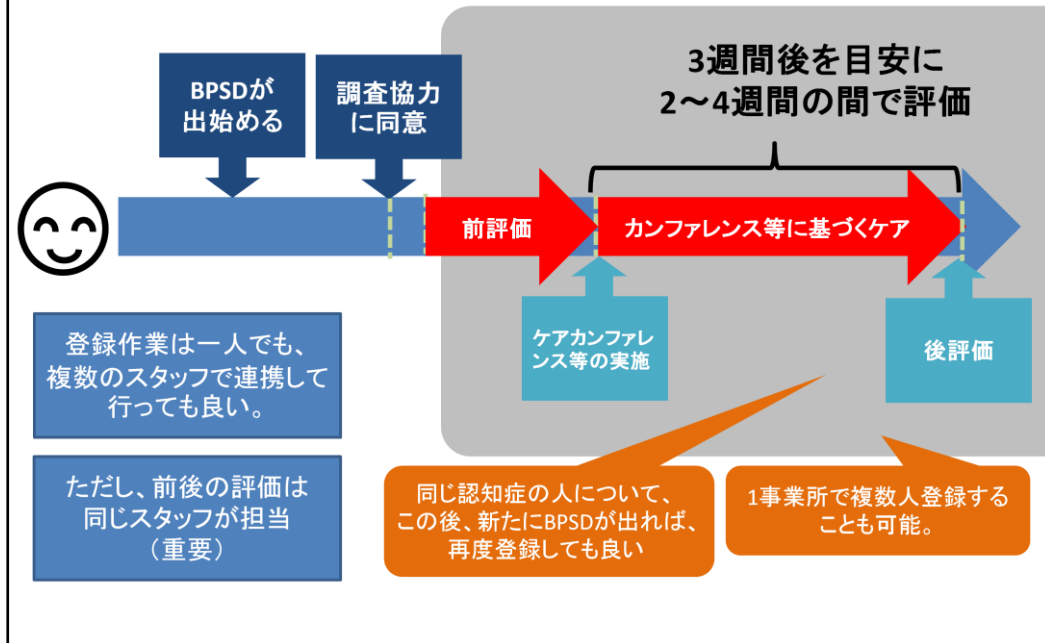 BPSDが
出始める
調査協力
に同意
3週間後を目安に
2～4週間の間で評価
前評価
カンファレンス等に基づくケア
ケアカンファレ
ンス等の実施
後評価
登録作業は一人でも、
複数のスタッフで連携して
行っても良い。
ただし、前後の評価は
同じスタッフが担当
（重要）
同じ認知症の人について、
この後、新たにBPSDが出れば、
再度登録しても良い
1事業所で複数人登録する
ことも可能。